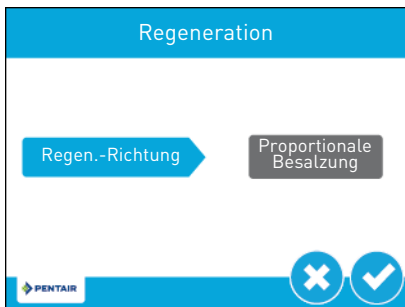 Regeneration
Regen.-Richtung
Proportionale
Besalzung
PENTAIR